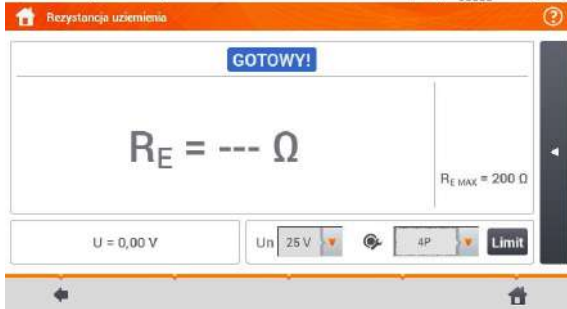 Rezystancja uziemienia
?
GOTOWY!
RE = --- Ω
RE MAX = 200 Ω
U = 0,00 V
Un 25 V 4P Limit